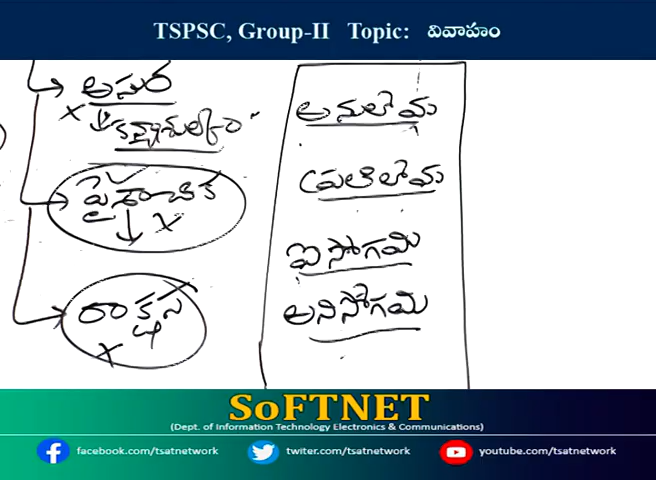 TSPSC, Group-II Topic: వివాహం
అసుర
కన్యాశుల్కం
పైశాచిక
రాక్షస
అనులోమ
ప్రతిలోమ
ఐసోగమి
అనిసోగమి
SoFTNET
(Dept. of Information Technology Electronics & Communications)
facebook.com/tsatnetwork
twiter.com/tsatnetwork
youtube.com/tsatnetwork